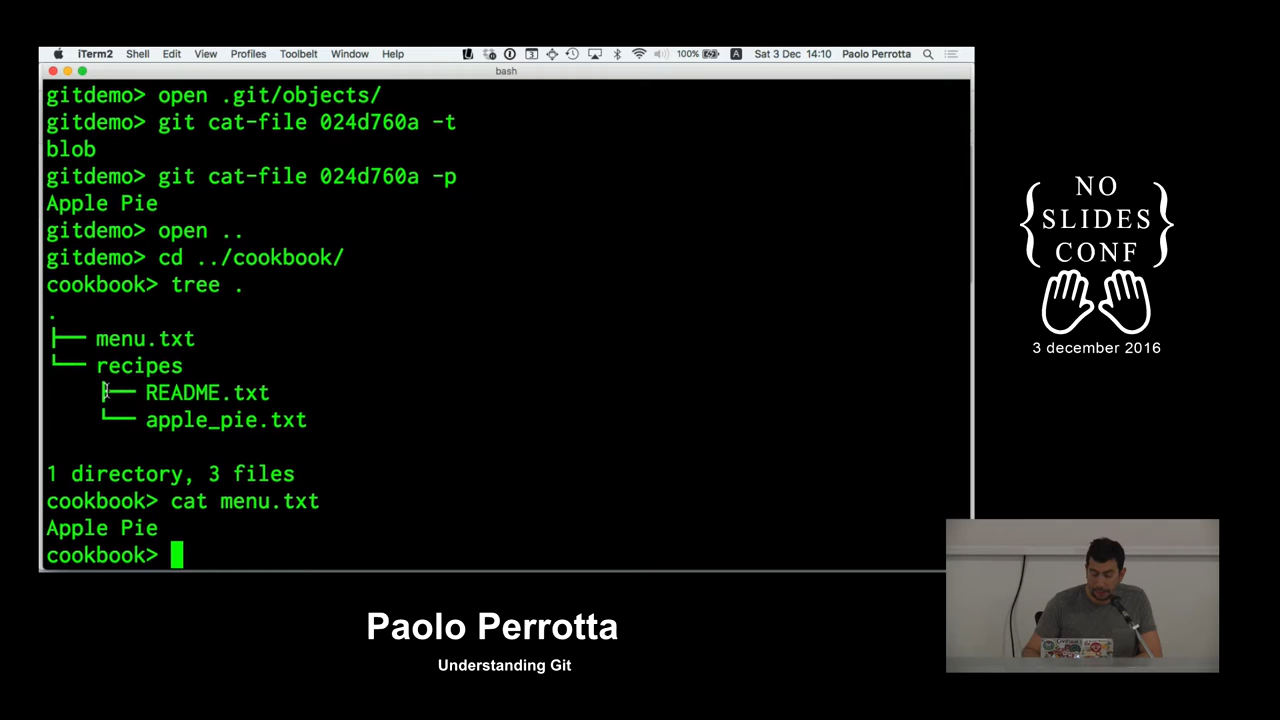 iTerm2 Shell Edit View Profiles Toolbelt Window Help 100% A Sat 3 Dec 14:10 Paolo Perrotta
bash
gitdemo> open .git/objects/
gitdemo> git cat-file 024d760a -t
blob
gitdemo> git cat-file 024d760a -p
Apple Pie
gitdemo> open ..
gitdemo> cd ../cookbook/
cookbook> tree .
.
├── menu.txt
└── recipes
├── README.txt
└── apple_pie.txt
1 directory, 3 files
cookbook> cat menu.txt
Apple Pie
cookbook>
{ NO
SLIDES
CONF }
3 december 2016
Paolo Perrotta
Understanding Git